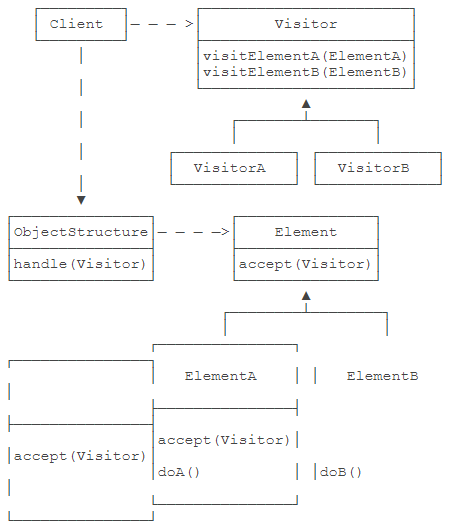 Client
Visitor
visitElementA(ElementA)
visitElementB(ElementB)
VisitorA
VisitorB
ObjectStructure
Element
handle(Visitor)
accept(Visitor)
ElementA
ElementB
accept(Visitor)
accept(Visitor)
doA()
doB()